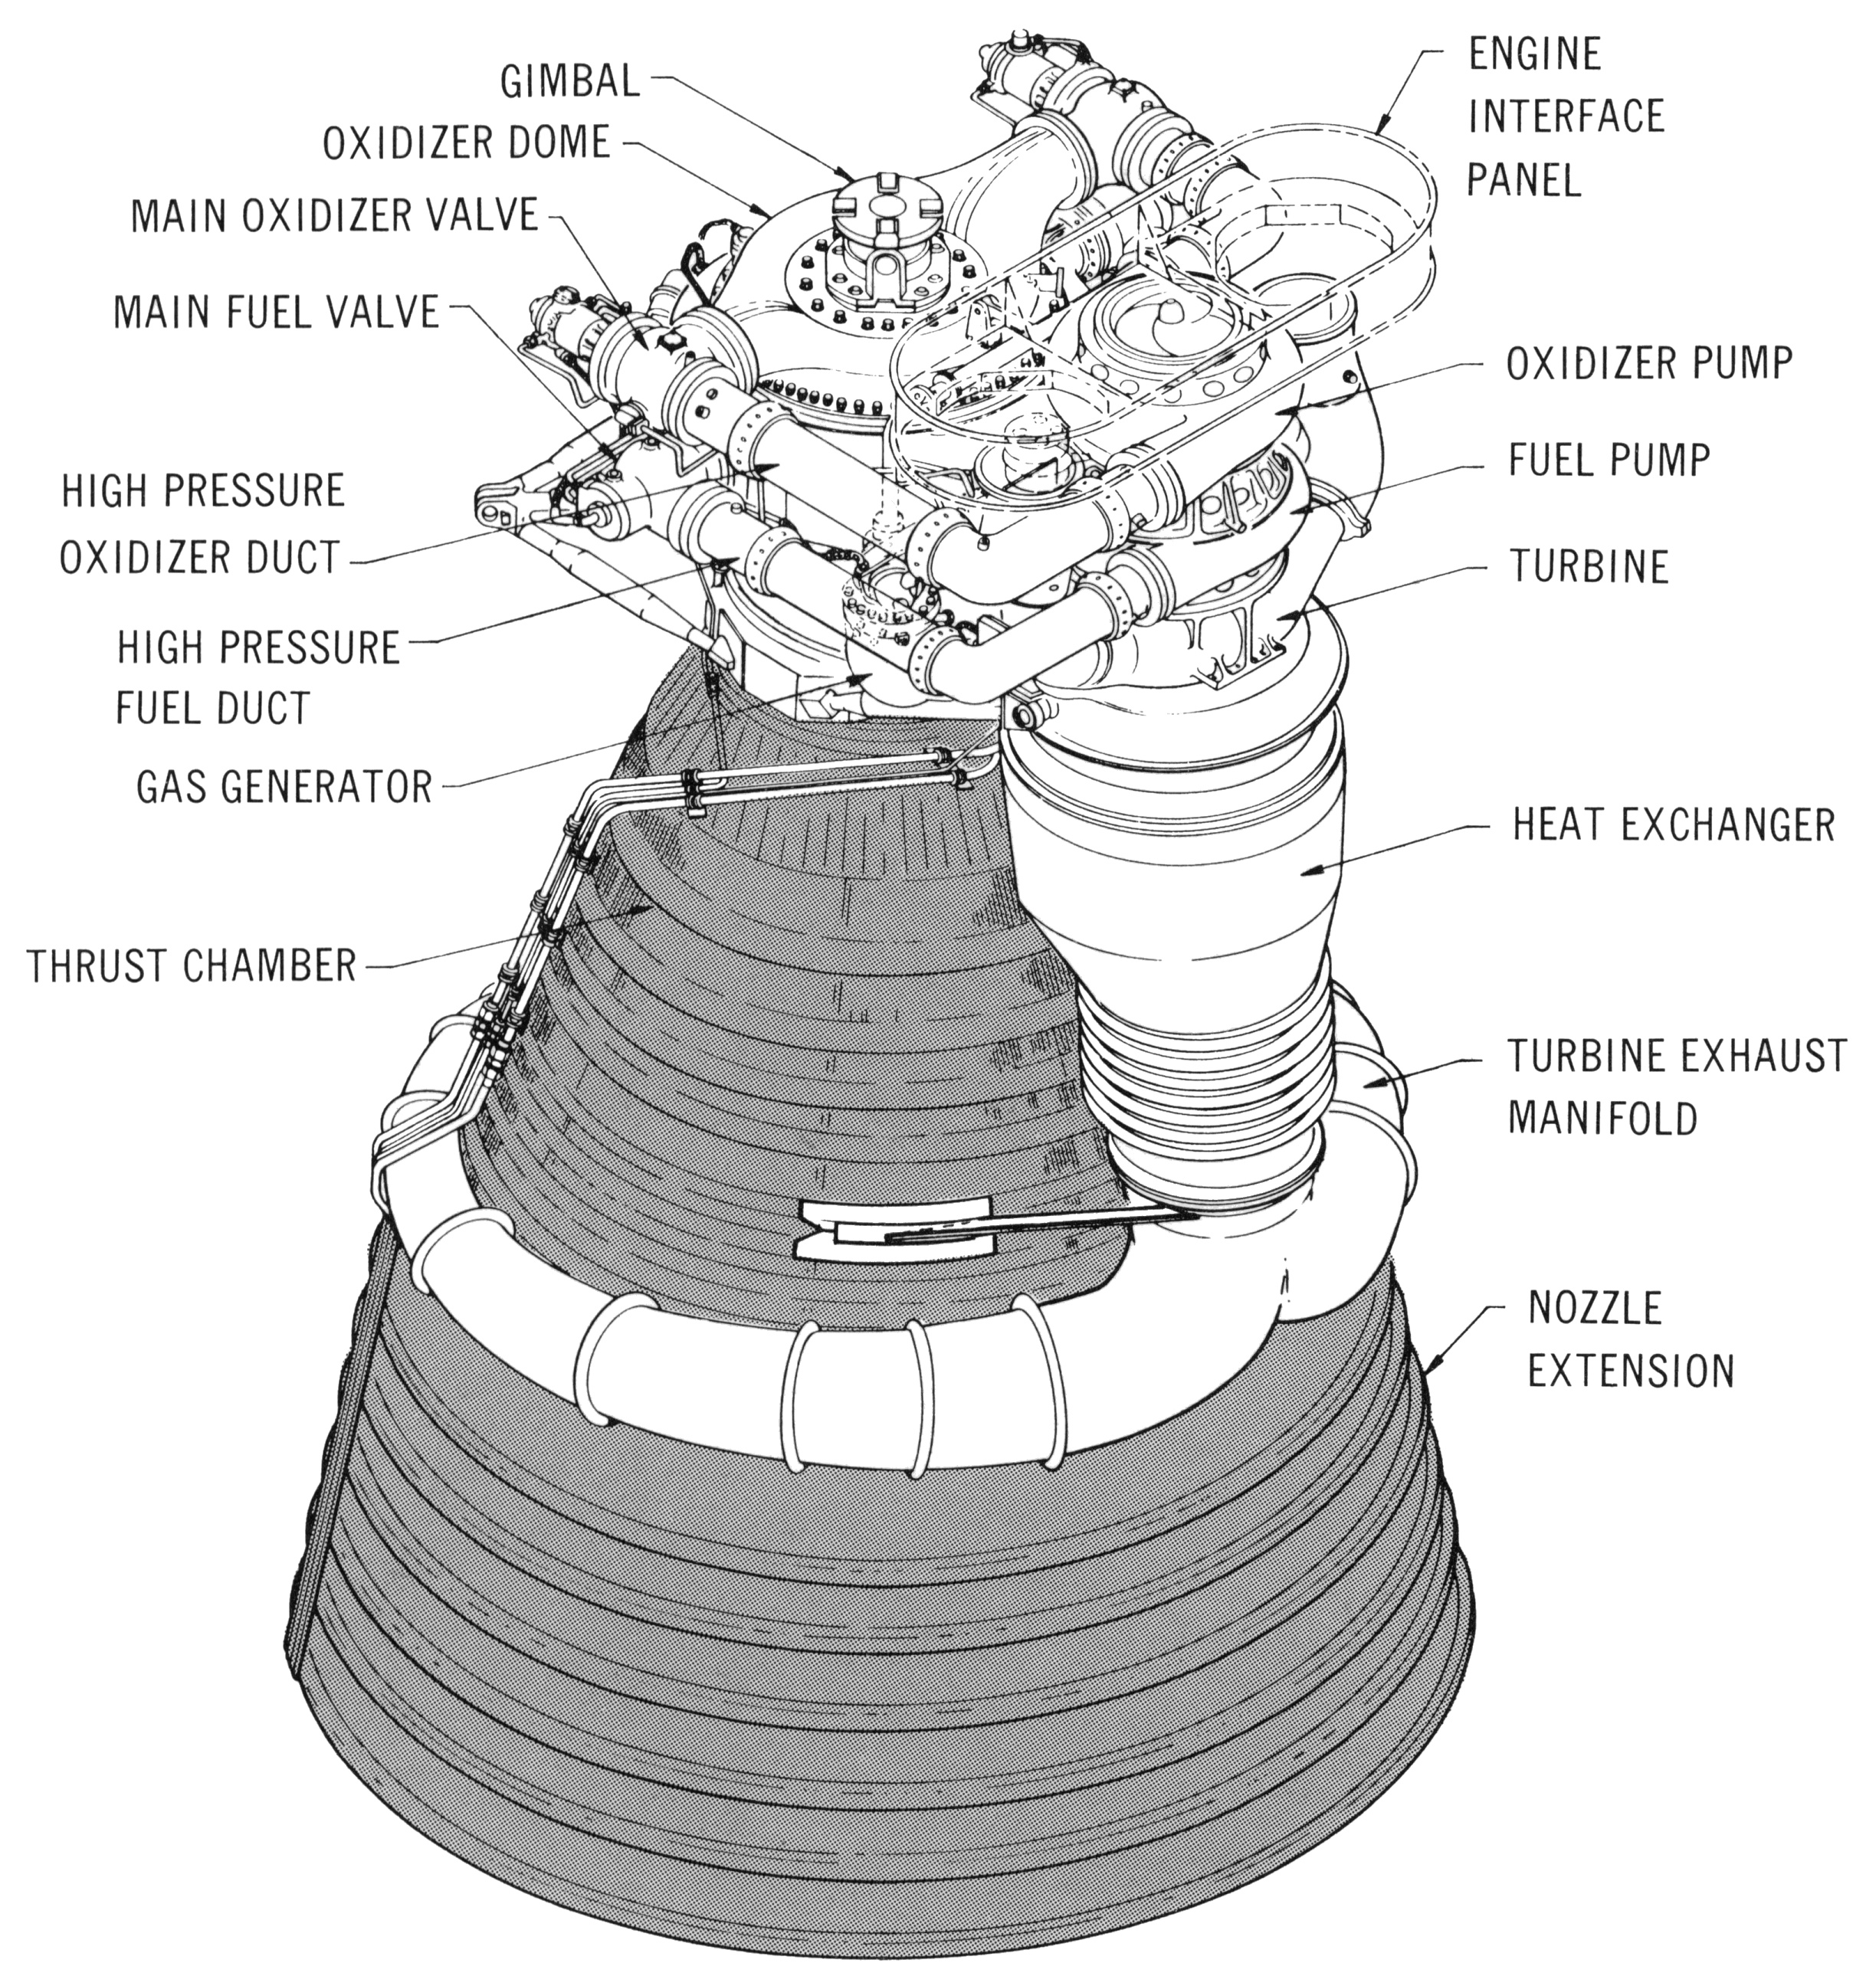 GIMBAL
OXIDIZER DOME
MAIN OXIDIZER VALVE
MAIN FUEL VALVE
HIGH PRESSURE
OXIDIZER DUCT
HIGH PRESSURE
FUEL DUCT
GAS GENERATOR
THRUST CHAMBER
ENGINE
INTERFACE
PANEL
OXIDIZER PUMP
FUEL PUMP
TURBINE
HEAT EXCHANGER
TURBINE EXHAUST
MANIFOLD
NOZZLE
EXTENSION